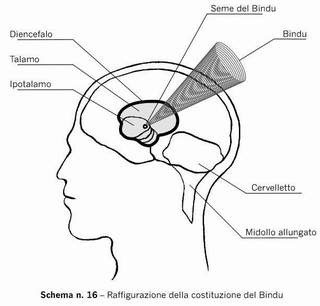 Seme del Bindu
Diencefalo
Bindu
Talamo
Ipotalamo
Cervelletto
Midollo allungato
Schema n. 16 – Raffigurazione della costituzione del Bindu